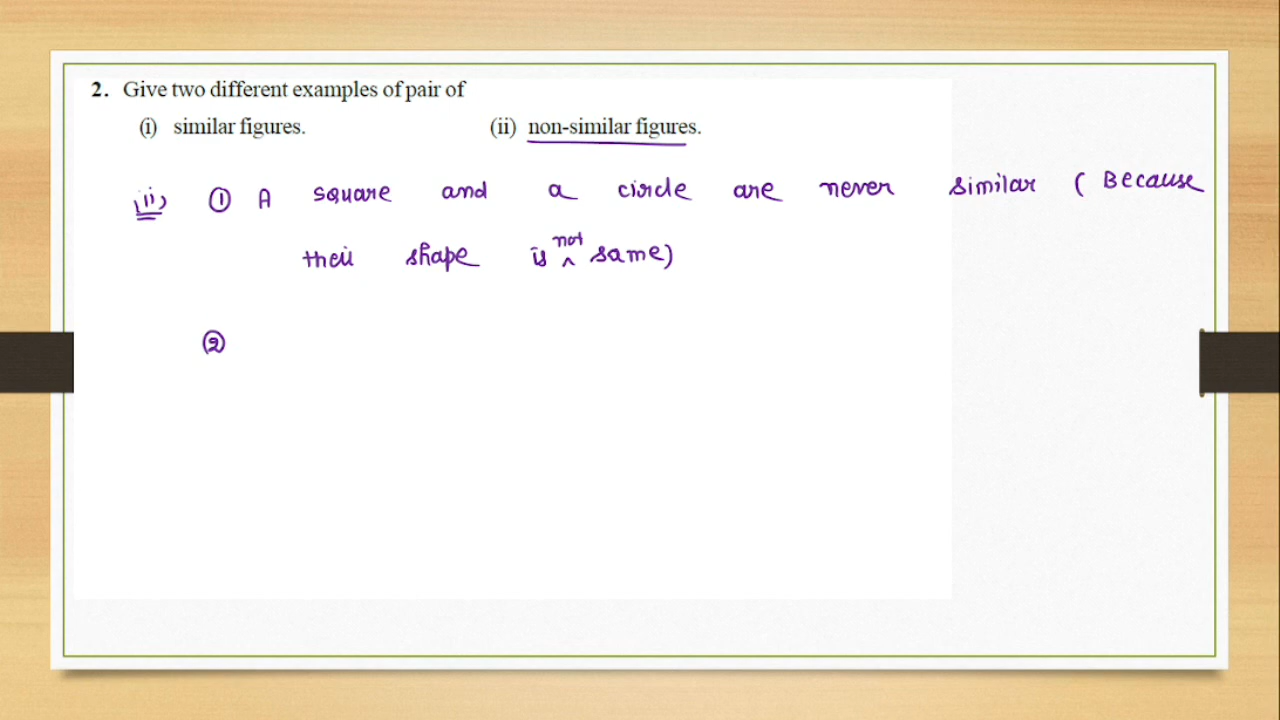 2. Give two different examples of pair of
(i) similar figures. (ii) non-similar figures.
(ii) ① A square and a circle are never similar ( Because
their shape is not same)
②